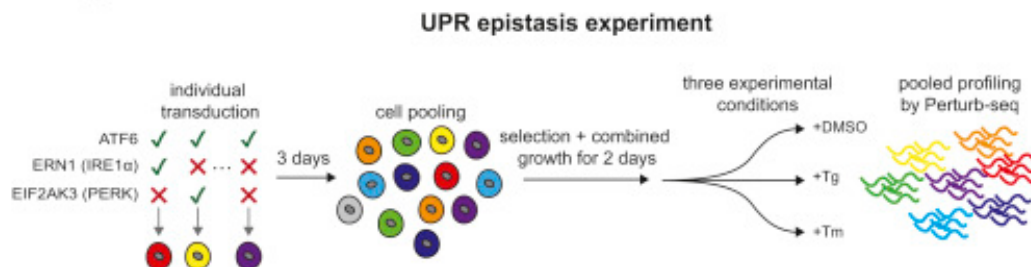 UPR epistasis experiment
individual
transduction
ATF6
ERN1 (IRE1α)
...
EIF2AK3 (PERK)
3 days
cell pooling
selection + combined
growth for 2 days
three experimental
conditions
+DMSO
+Tg
+Tm
pooled profiling
by Perturb-seq